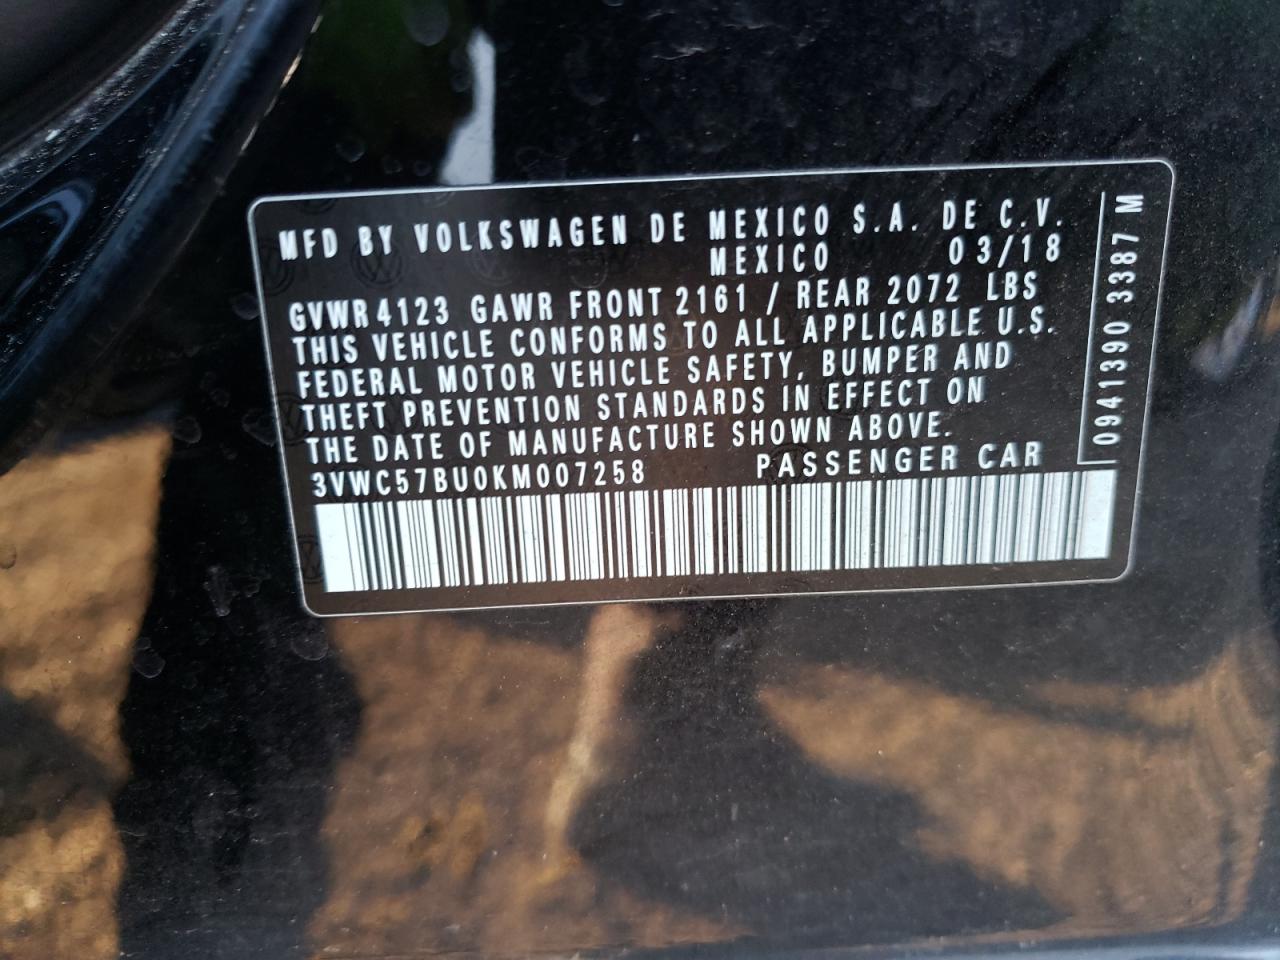 MFD BY VOLKSWAGEN DE MEXICO S.A. DE C.V.
MEXICO 03/18
GVWR 4123 GAWR FRONT 2161 / REAR 2072 LBS
THIS VEHICLE CONFORMS TO ALL APPLICABLE U.S.
FEDERAL MOTOR VEHICLE SAFETY, BUMPER AND
THEFT PREVENTION STANDARDS IN EFFECT ON
THE DATE OF MANUFACTURE SHOWN ABOVE.
3VWC57BU0KM007258 PASSENGER CAR
0941390 3387 M